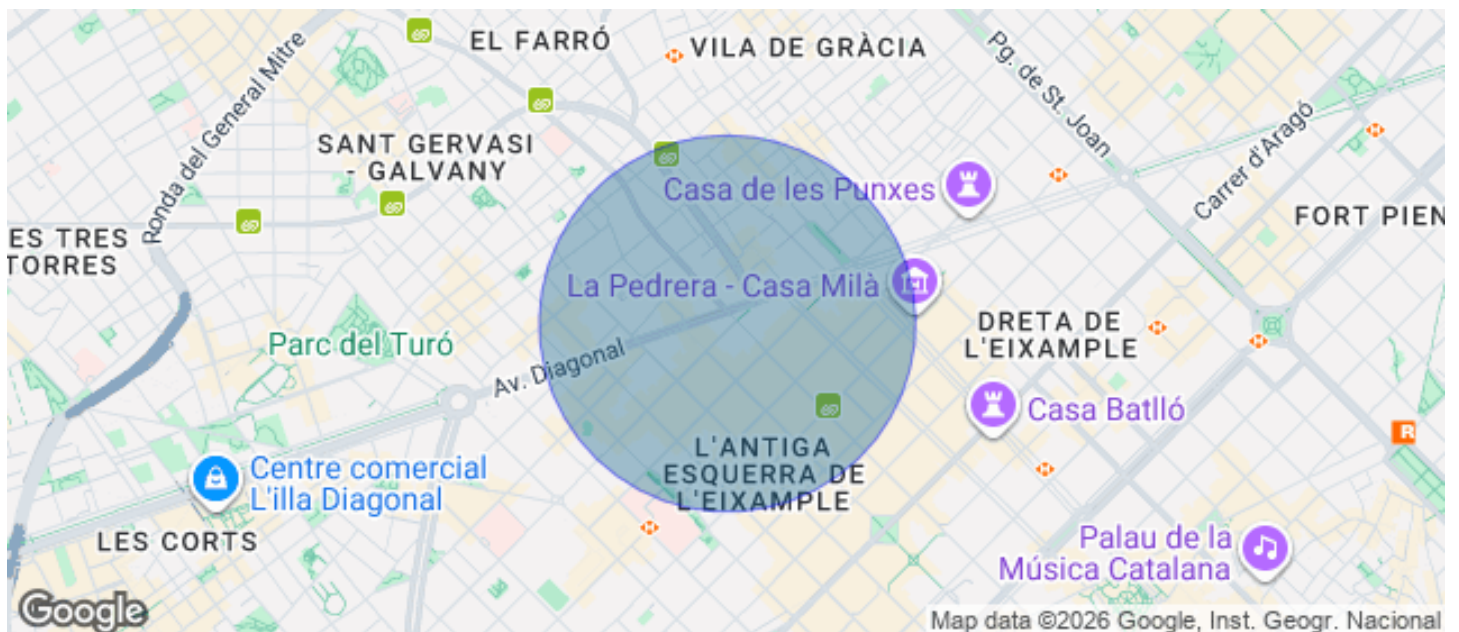 EL FARRÓ
VILA DE GRÀCIA
Ronda del General Mitre
Pg. de St. Joan
SANT GERVASI
- GALVANY
Carrer d'Aragó
Casa de les Punxes
FORT PIEN
ES TRES
TORRES
La Pedrera - Casa Milà
DRETA DE
L'EIXAMPLE
Parc del Turó
Av. Diagonal
Casa Batlló
L'ANTIGA
ESQUERRA DE
L'EIXAMPLE
Centre comercial
L'illa Diagonal
R
LES CORTS
Palau de la
Música Catalana
Google
Map data ©2026 Google, Inst. Geogr. Nacional